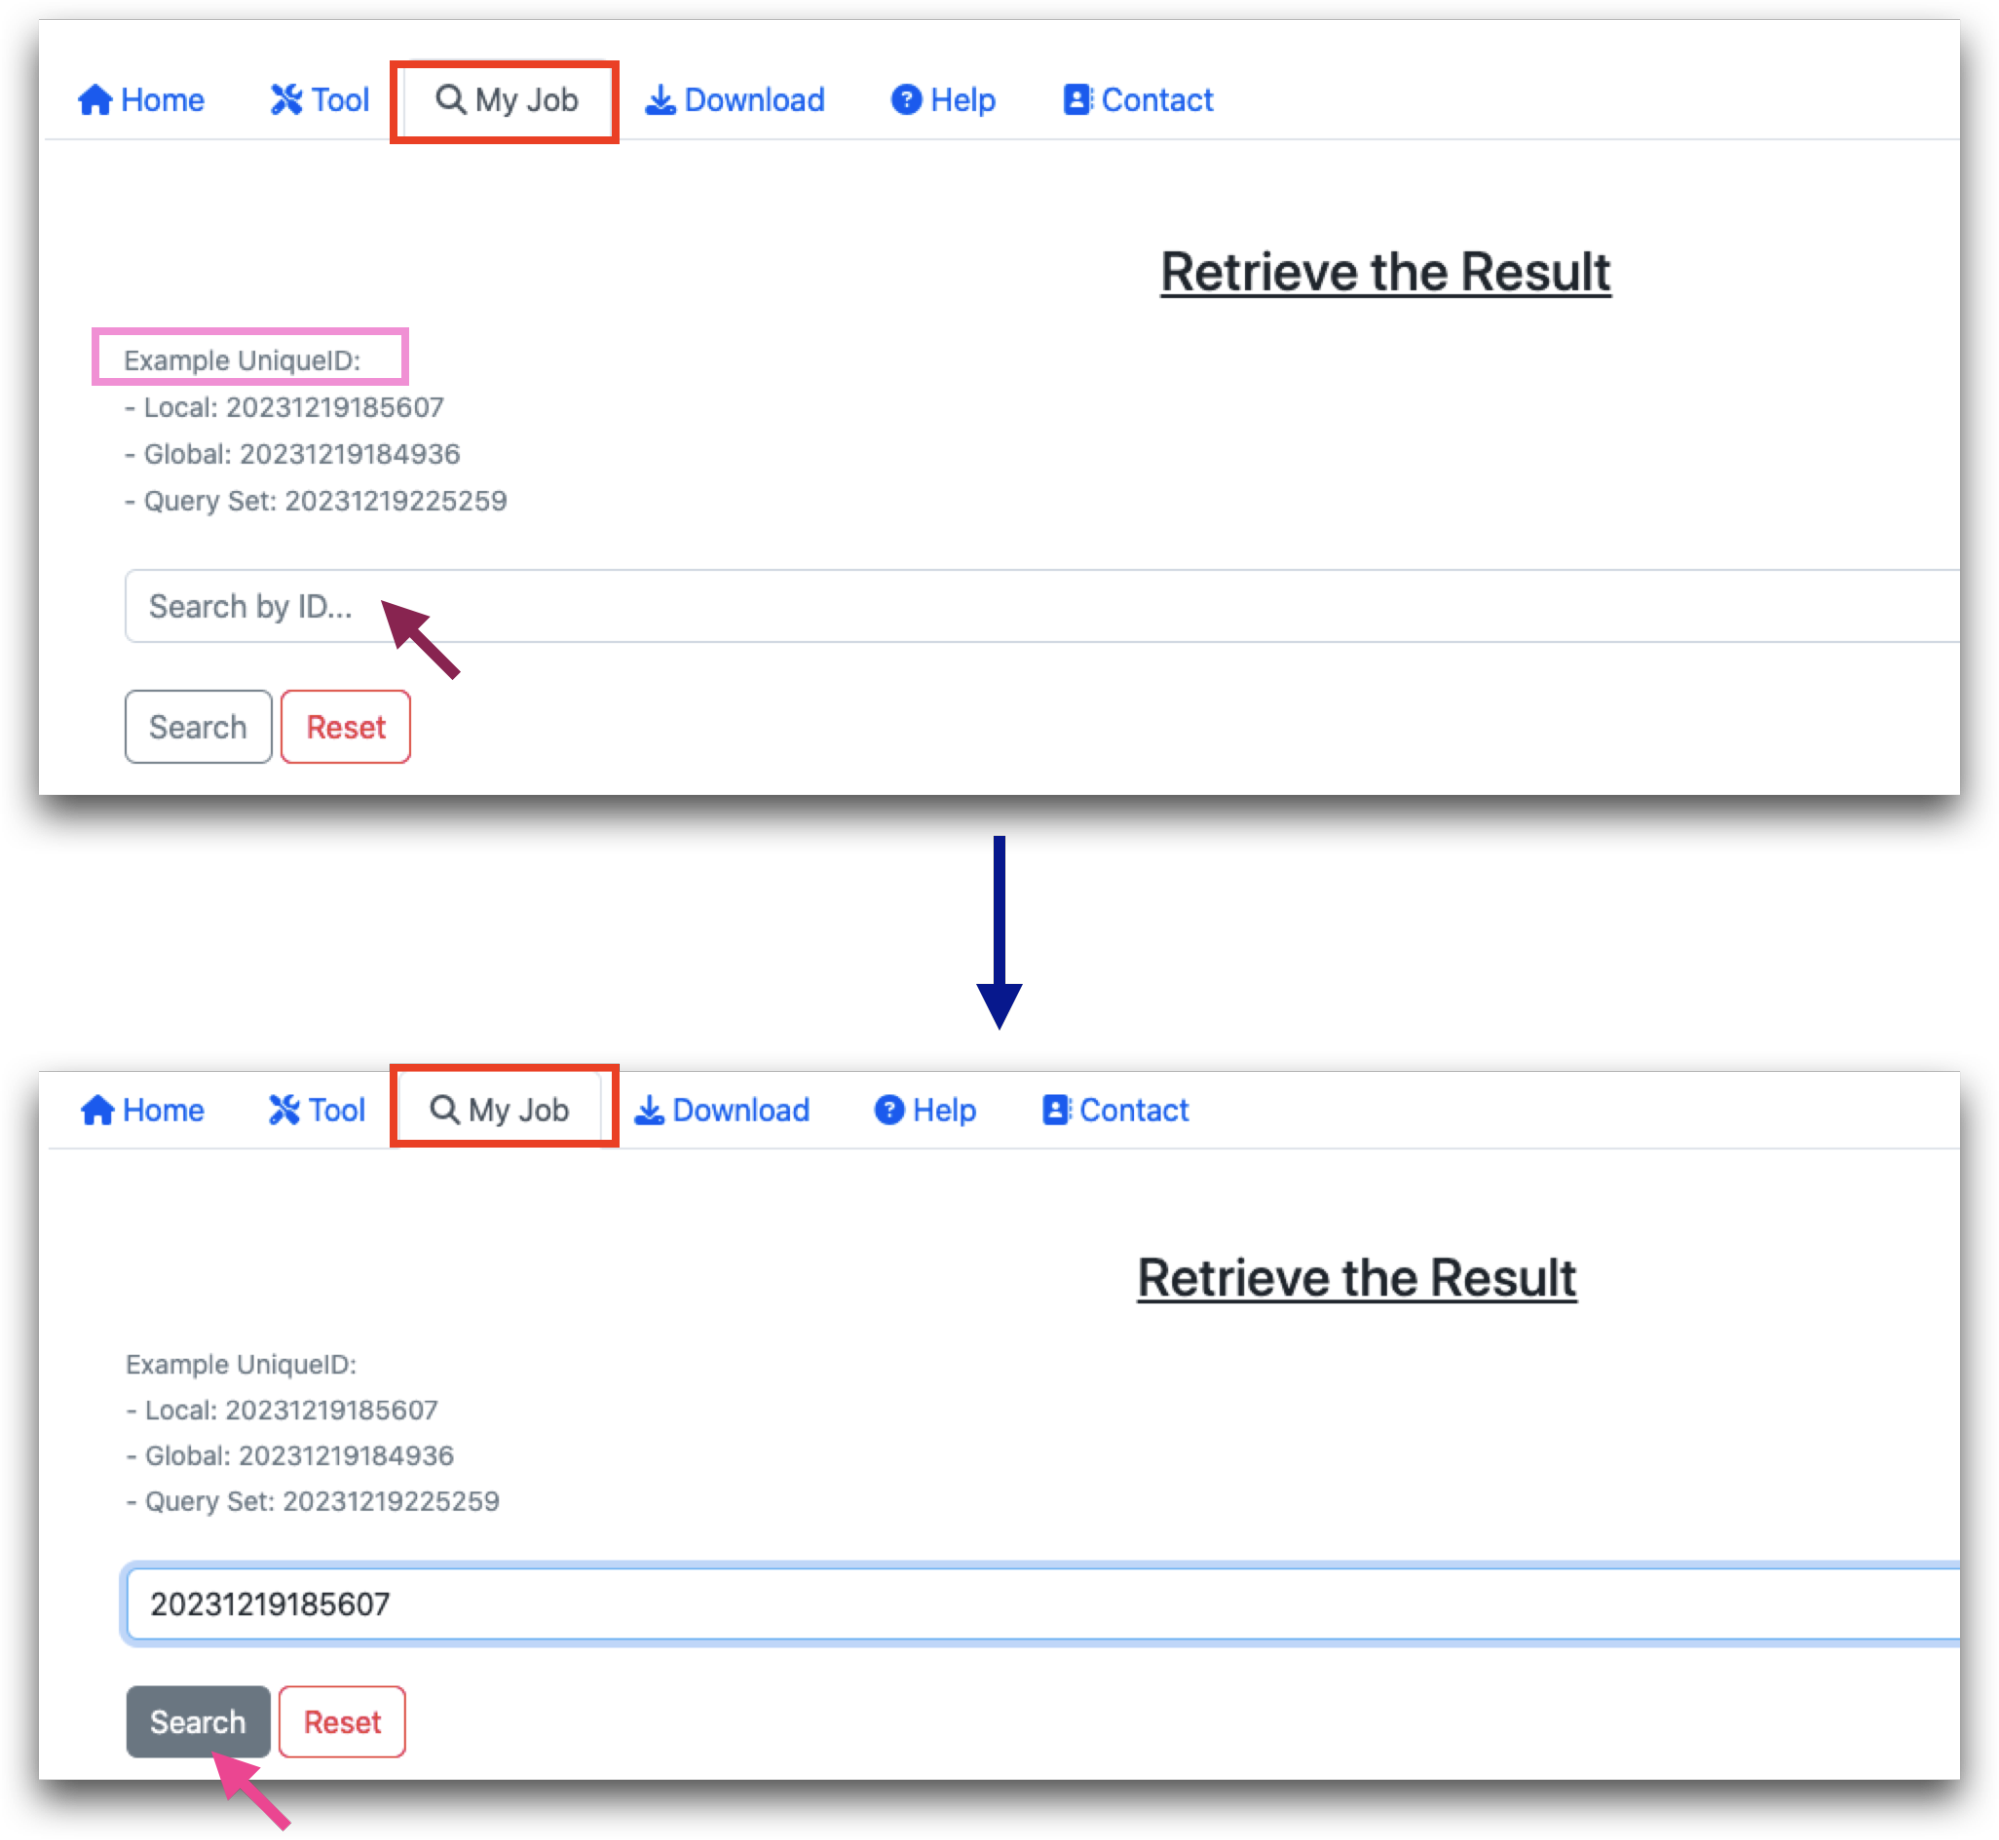 Home Tool My Job Download Help Contact
Retrieve the Result
Example UniqueID:
- Local: 20231219185607
- Global: 20231219184936
- Query Set: 20231219225259
Search by ID...
Search Reset
Home Tool My Job Download Help Contact
Retrieve the Result
Example UniqueID:
- Local: 20231219185607
- Global: 20231219184936
- Query Set: 20231219225259
20231219185607
Search Reset